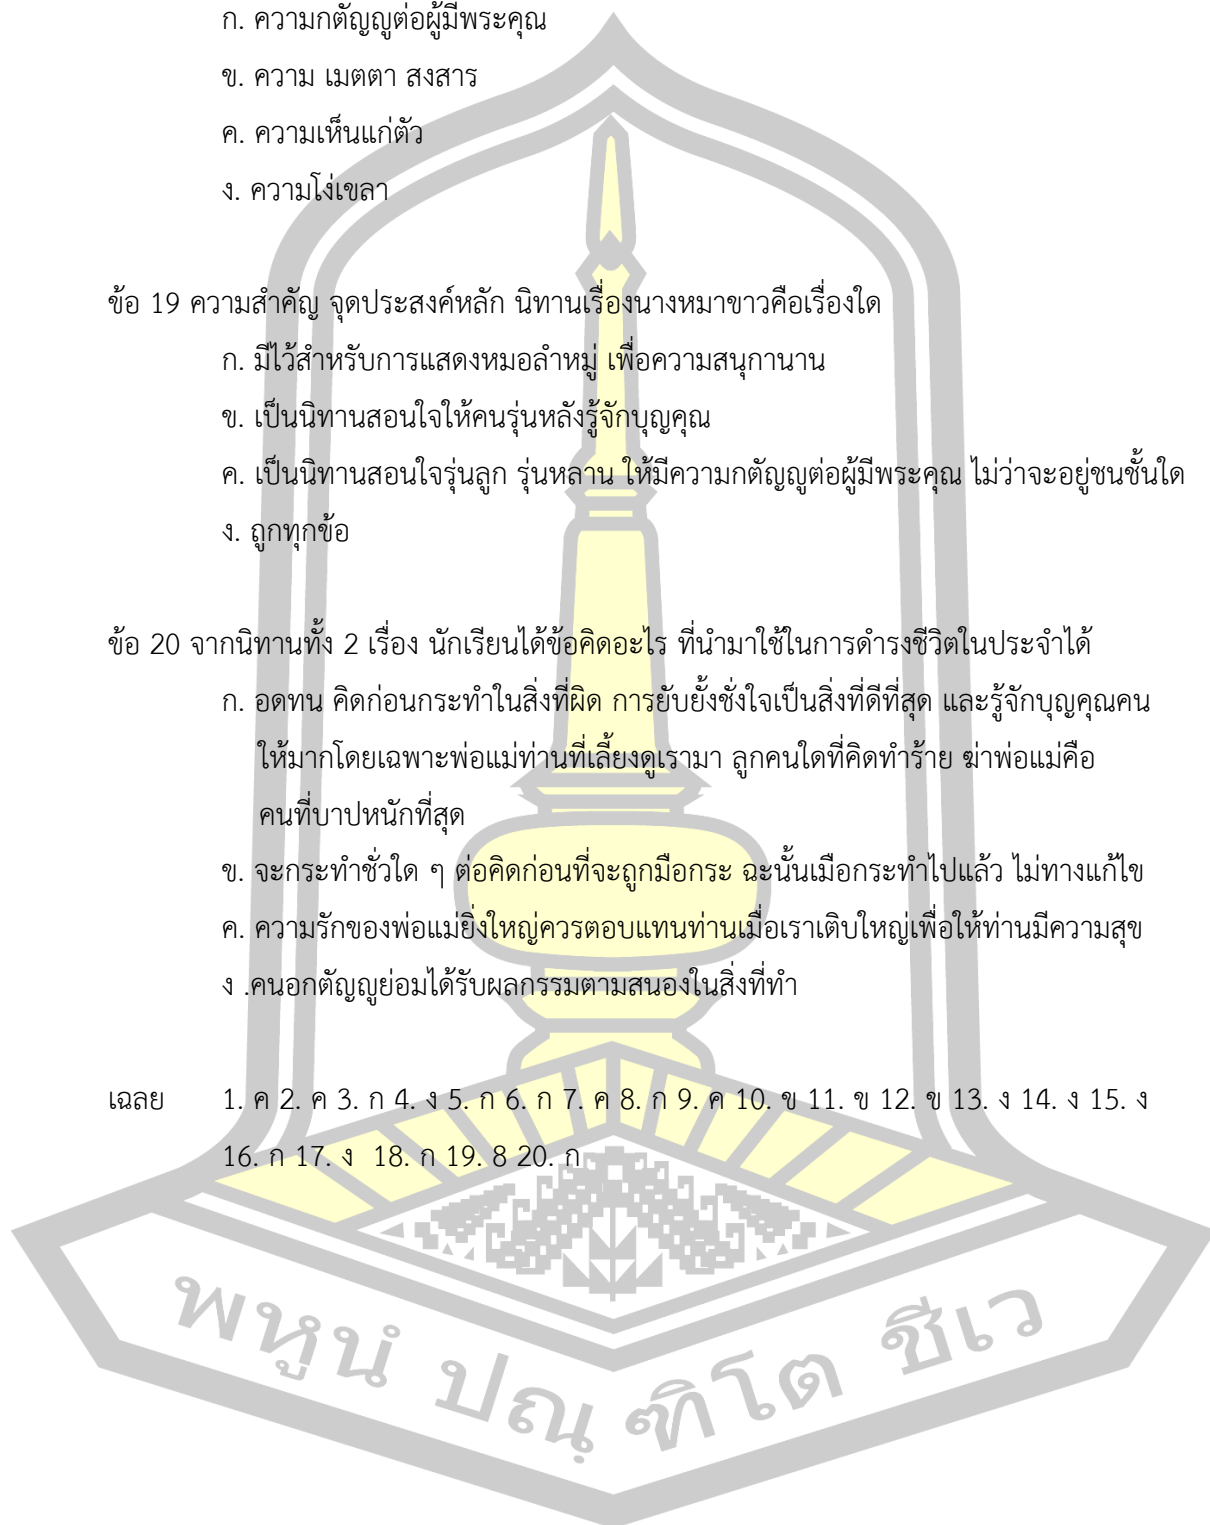 ก. ความกตัญญูต่อผู้มีพระคุณ
ข. ความ เมตตา สงสาร
ค. ความเห็นแก่ตัว
ง. ความโง่เขลา
ข้อ 19 ความสำคัญ จุดประสงค์หลัก นิทานเรื่องนางหมาขาวคือเรื่องใด
ก. มีไว้สำหรับการแสดงหมอลำหมู่ เพื่อความสนุกานาน
ข. เป็นนิทานสอนใจให้คนรุ่นหลังรู้จักบุญคุณ
ค. เป็นนิทานสอนใจรุ่นลูก รุ่นหลาน ให้มีความกตัญญูต่อผู้มีพระคุณ ไม่ว่าจะอยู่ชนชั้นใด
ง. ถูกทุกข้อ
ข้อ 20 จากนิทานทั้ง 2 เรื่อง นักเรียนได้ข้อคิดอะไร ที่นำมาใช้ในการดำรงชีวิตในประจำได้
ก. อดทน คิดก่อนกระทำในสิ่งที่ผิด การยับยั้งชั่งใจเป็นสิ่งที่ดีที่สุด และรู้จักบุญคุณคน
ให้มากโดยเฉพาะพ่อแม่ท่านที่เลี้ยงดูเรามา ลูกคนใดที่คิดทำร้าย ฆ่าพ่อแม่คือ
คนที่บาปหนักที่สุด
ข. จะกระทำชั่วใด ๆ ต่อคิดก่อนที่จะถูกมือกระ ฉะนั้นเมือกระทำไปแล้ว ไม่ทางแก้ไข
ค. ความรักของพ่อแม่ยิ่งใหญ่ควรตอบแทนท่านเมื่อเราเติบใหญ่เพื่อให้ท่านมีความสุข
ง .คนอกตัญญูย่อมได้รับผลกรรมตามสนองในสิ่งที่ทำ
เฉลย 1. ค 2. ค 3. ก 4. ง 5. ก 6. ก 7. ค 8. ก 9. ค 10. ข 11. ข 12. ข 13. ง 14. ง 15. ง
16. ก 17. ง 18. ก 19. 8 20. ก
พหูนํ ปณฺฑิโต ชีเว